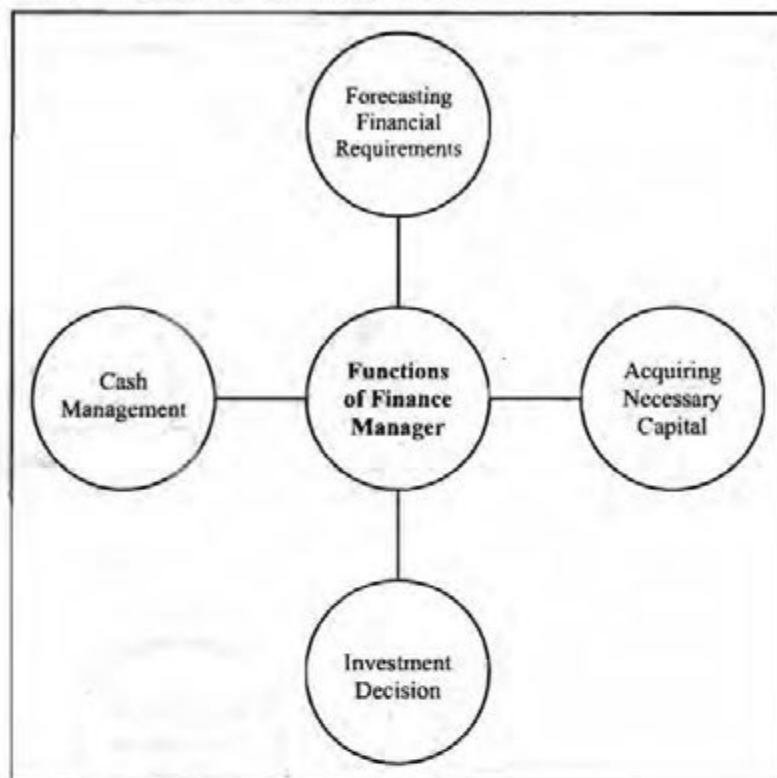 Forecasting
Financial
Requirements
Cash
Management
Functions
of Finance
Manager
Acquiring
Necessary
Capital
Investment
Decision